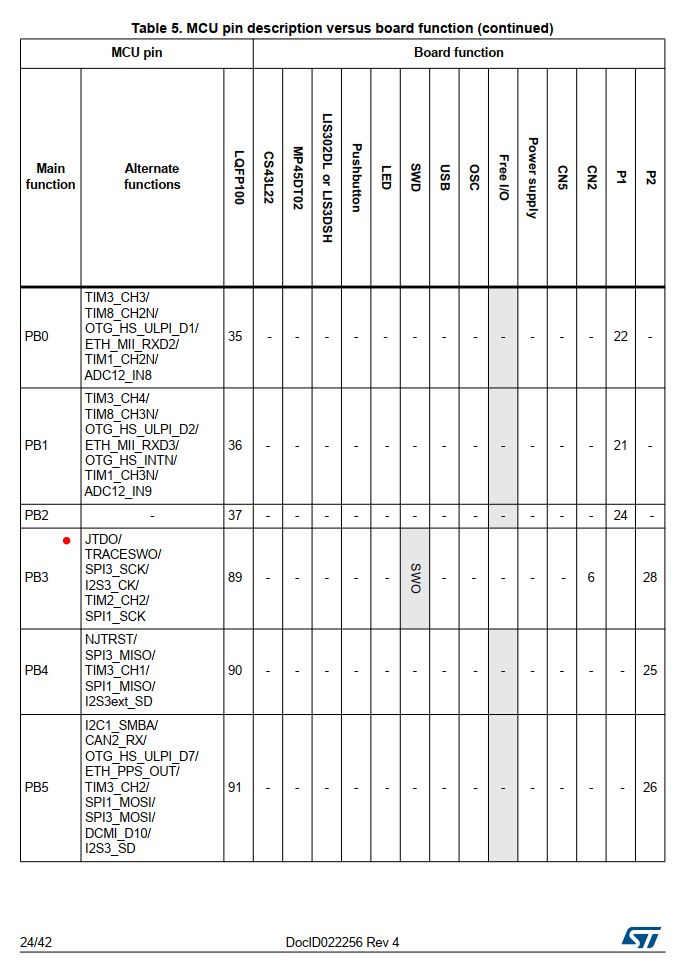 Table 5. MCU pin description versus board function (continued)
MCU pin Board function
Main function Alternate functions LQFP100 CS43L22 MP45DT02 LIS302DL or LIS3DSH Pushbutton LED SWD USB OSC Free I/O Power supply CN5 CN2 P1 P2
PB0 TIM3_CH3/ 35 - - - - - - - - - - - - 22 -
TIM8_CH2N/
OTG_HS_ULPI_D1/
ETH_MII_RXD2/
TIM1_CH2N/
ADC12_IN8
PB1 TIM3_CH4/ 36 - - - - - - - - - - - - 21 -
TIM8_CH3N/
OTG_HS_ULPI_D2/
ETH_MII_RXD3/
OTG_HS_INTN/
TIM1_CH3N/
ADC12_IN9
PB2 - 37 - - - - - - - - - - - - 24 -
PB3 JTDO/ 89 - - - - - SWO - - - - - 6 - 28
TRACESWO/
SPI3_SCK/
I2S3_CK/
TIM2_CH2/
SPI1_SCK
PB4 NJTRST/ 90 - - - - - - - - - - - - - 25
SPI3_MISO/
TIM3_CH1/
SPI1_MISO/
I2S3ext_SD
PB5 I2C1_SMBA/ 91 - - - - - - - - - - - - - 26
CAN2_RX/
OTG_HS_ULPI_D7/
ETH_PPS_OUT/
TIM3_CH2/
SPI1_MOSI/
SPI3_MOSI/
DCMI_D10/
I2S3_SD
24/42 DocID022256 Rev 4 ST